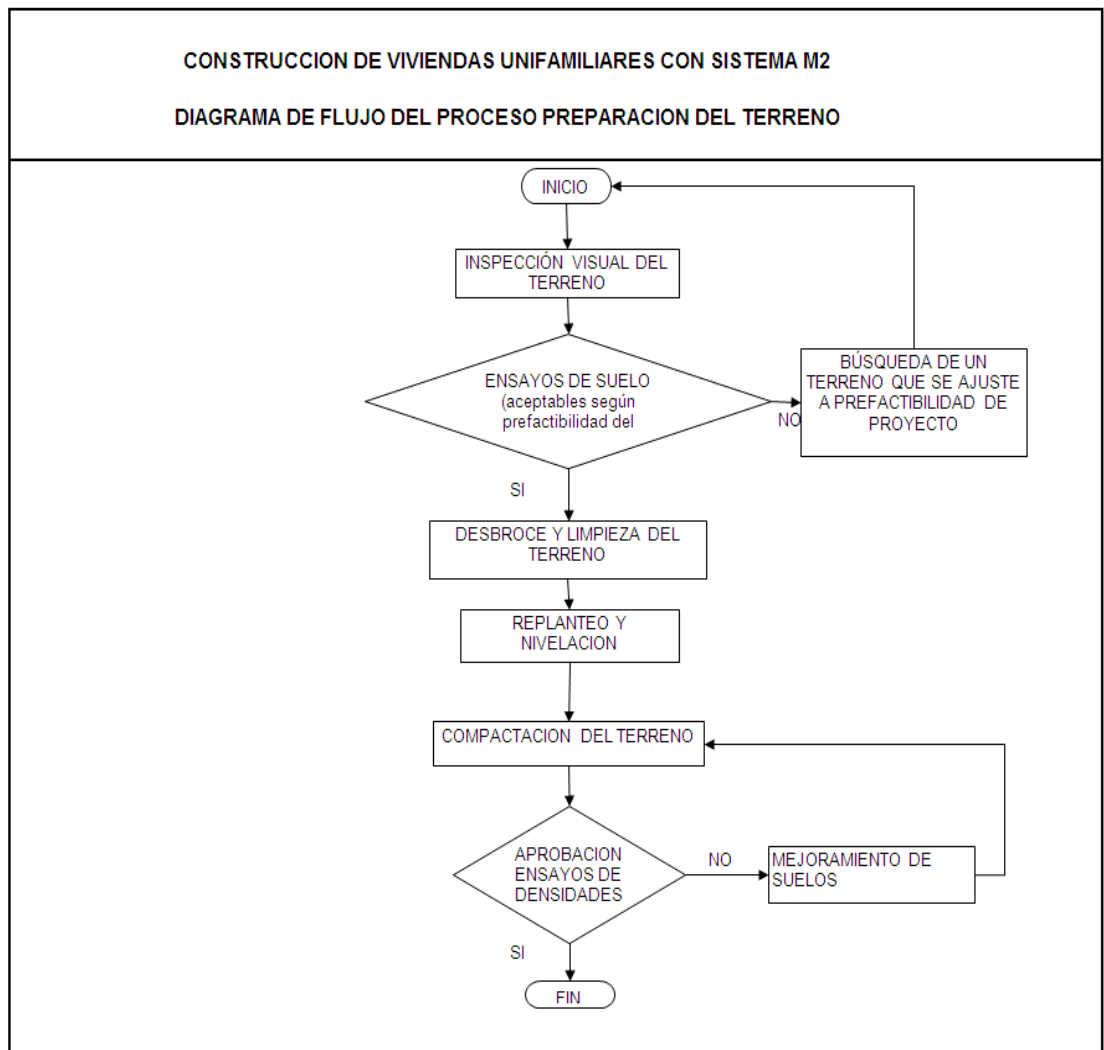 CONSTRUCCION DE VIVIENDAS UNIFAMILIARES CON SISTEMA M2
DIAGRAMA DE FLUJO DEL PROCESO PREPARACION DEL TERRENO
INICIO
INSPECCIÓN VISUAL DEL
TERRENO
ENSAYOS DE SUELO
(aceptables según
prefactibilidad del
NO
BÚSQUEDA DE UN
TERRENO QUE SE AJUSTE
A PREFACTIBILIDAD DE
PROYECTO
SI
DESBROCE Y LIMPIEZA DEL
TERRENO
REPLANTEO Y
NIVELACION
COMPACTACION DEL TERRENO
APROBACION
ENSAYOS DE
DENSIDADES
NO
MEJORAMIENTO DE
SUELOS
SI
FIN